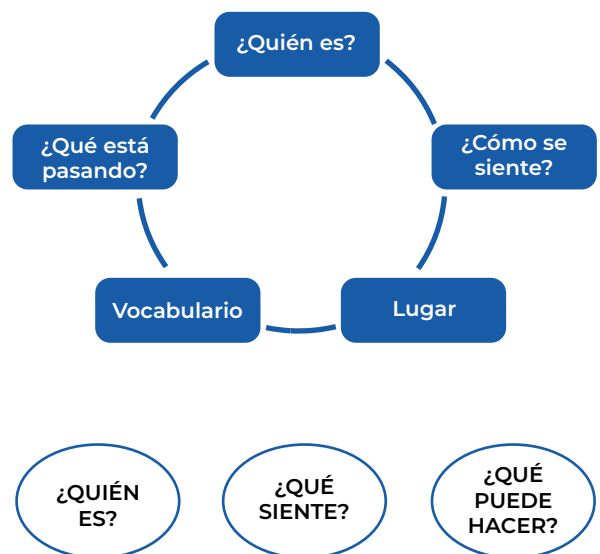 ¿Quién es?
¿Qué está
pasando?
¿Cómo se
siente?
Vocabulario
Lugar
¿QUIÉN
ES?
¿QUÉ
SIENTE?
¿QUÉ
PUEDE
HACER?